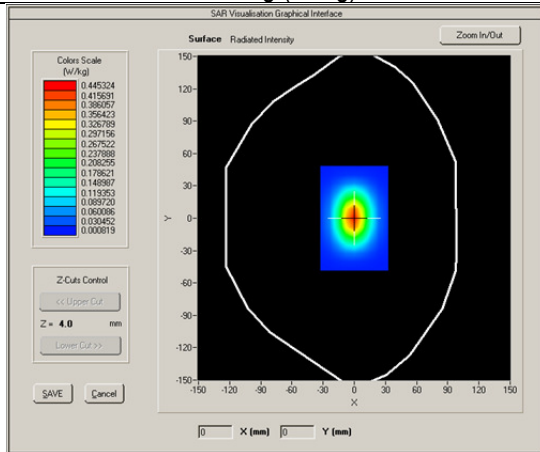 SAR Visualisation Graphical Interface
Surface Radiated Intensity
Zoom In/Out
Colors Scale
(W/kg)
0.445324
0.415691
0.386057
0.356423
0.326789
0.297156
0.267522
0.237888
0.208255
0.178621
0.148987
0.119353
0.089720
0.060086
0.030452
0.000819
150-
120-
90-
60-
30-
0-
-30-
-60-
-90-
-120-
-150-
Y
-150 -120 -90 -60 -30 0 30 60 90 120 150
X
Z-Cuts Control
<< Upper Cut
Z = 4.0 mm
Lower Cut >>
SAVE Cancel
0 X (mm) 0 Y (mm)